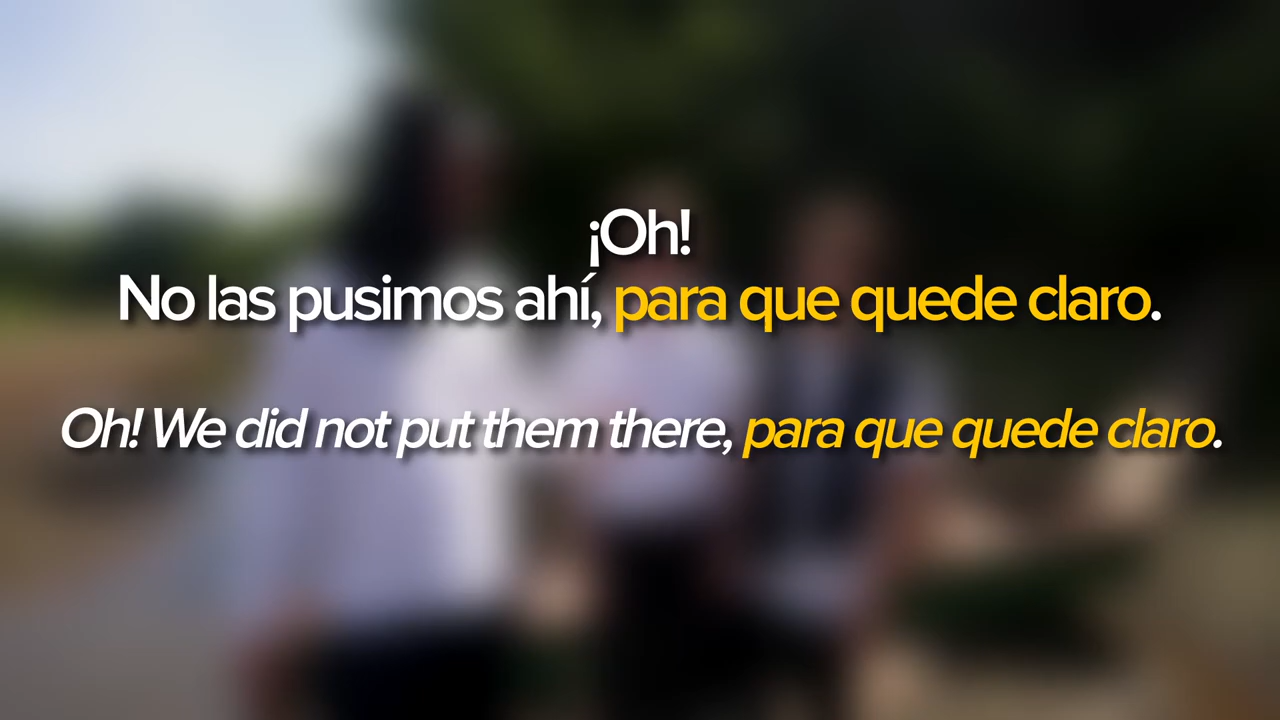 ¡Oh!
No las pusimos ahí, para que quede claro.
Oh! We did not put them there, para que quede claro.